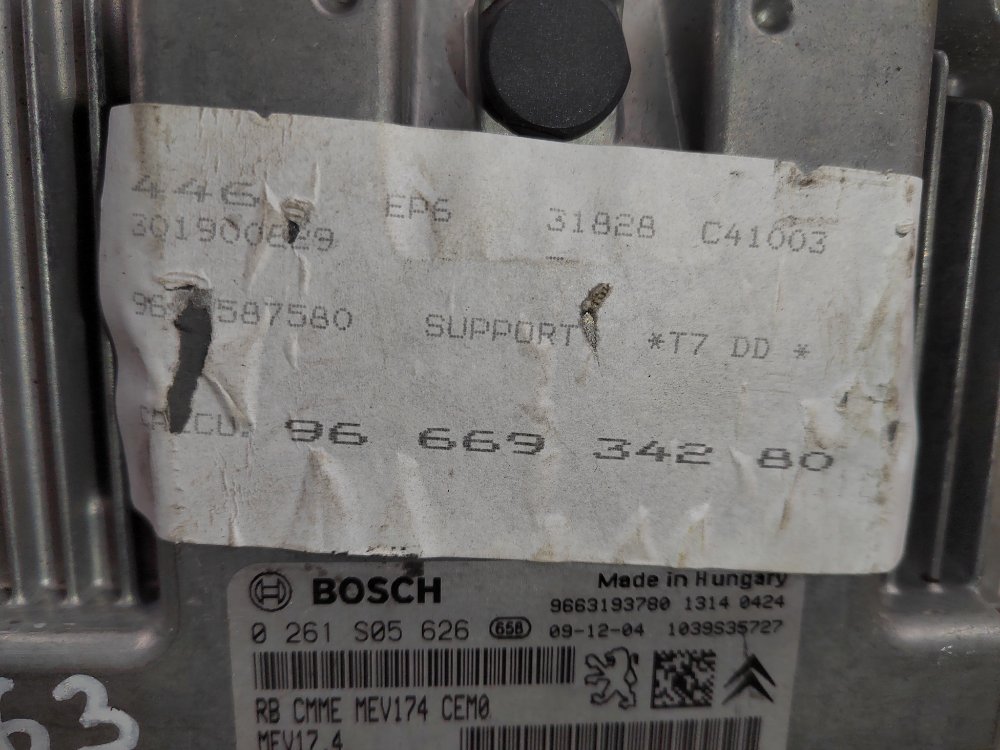 446 EP6 31828 C41003
301900829
587580 SUPPORT *T7 DD *
96 669 342 80
BOSCH Made in Hungary
9663193780 1314 0424
0 261 S05 626 658 09-12-04 1039S35727
RB CMME MEV174 CEM0
MEV17.4
63